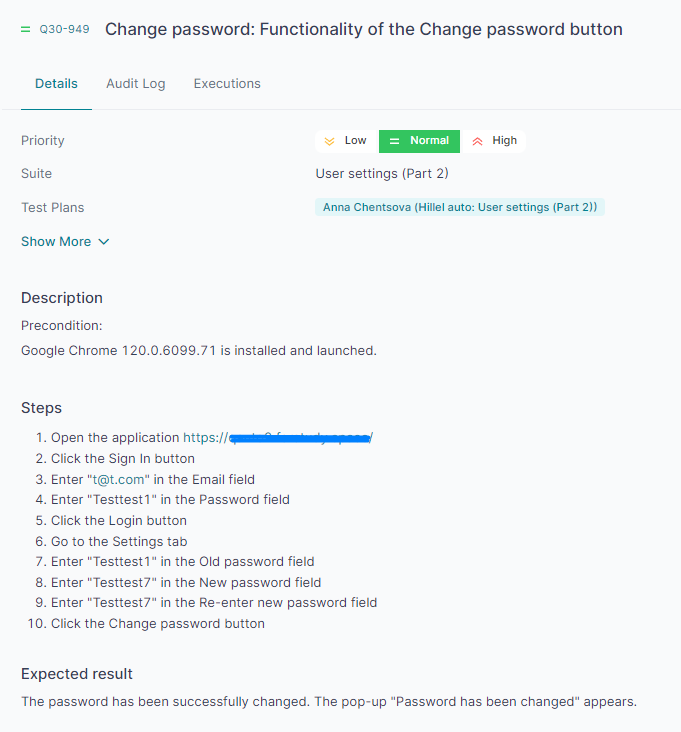 Q30-949 Change password: Functionality of the Change password button
Details Audit Log Executions
Priority Low Normal High
Suite User settings (Part 2)
Test Plans Anna Chentsova (Hillel auto: User settings (Part 2))
Show More
Description
Precondition:
Google Chrome 120.0.6099.71 is installed and launched.
Steps
1. Open the application https://
2. Click the Sign In button
3. Enter "t@t.com" in the Email field
4. Enter "Testtest1" in the Password field
5. Click the Login button
6. Go to the Settings tab
7. Enter "Testtest1" in the Old password field
8. Enter "Testtest7" in the New password field
9. Enter "Testtest7" in the Re-enter new password field
10. Click the Change password button
Expected result
The password has been successfully changed. The pop-up "Password has been changed" appears.